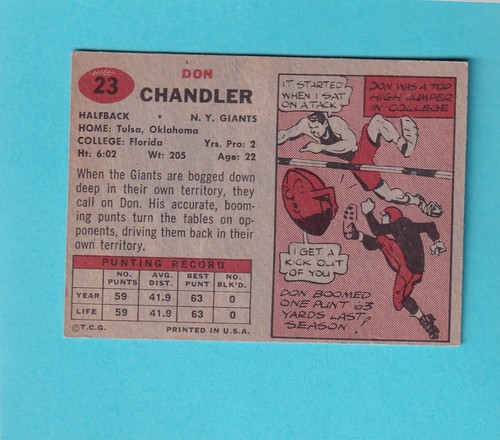 23
DON
CHANDLER
HALFBACK • N. Y. GIANTS
HOME: Tulsa, Oklahoma
COLLEGE: Florida Yrs. Pro: 2
Ht: 6:02 Wt: 205 Age: 22
When the Giants are bogged down
deep in their own territory, they
call on Don. His accurate, boom-
ing punts turn the tables on op-
ponents, driving them back in their
own territory.
PUNTING RECORD
NO. PUNTS AVG. DIST. BEST PUNT NO. BLK'D.
YEAR 59 41.9 63 0
LIFE 59 41.9 63 0
©T.C.G. PRINTED IN U.S.A.
IT STARTED
WHEN I SAT
ON A TACK!
DON WAS A TOP
HIGH JUMPER
IN COLLEGE
I GET A
KICK OUT
OF YOU
DON BOOMED
ONE PUNT 63
YARDS LAST
SEASON!